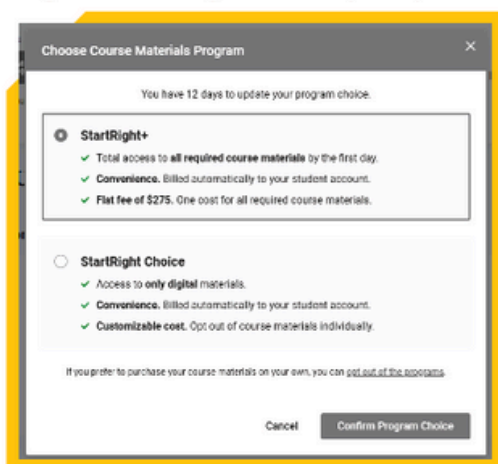 Choose Course Materials Program
You have 12 days to update your program choice.
StartRight+
Total access to all required course materials by the first day.
Convenience. Billed automatically to your student account.
Flat fee of $275. One cost for all required course materials.
StartRight Choice
Access to only digital materials.
Convenience. Billed automatically to your student account.
Customizable cost. Opt out of course materials individually.
If you prefer to purchase your course materials on your own, you can opt out of the programs.
Cancel Confirm Program Choice